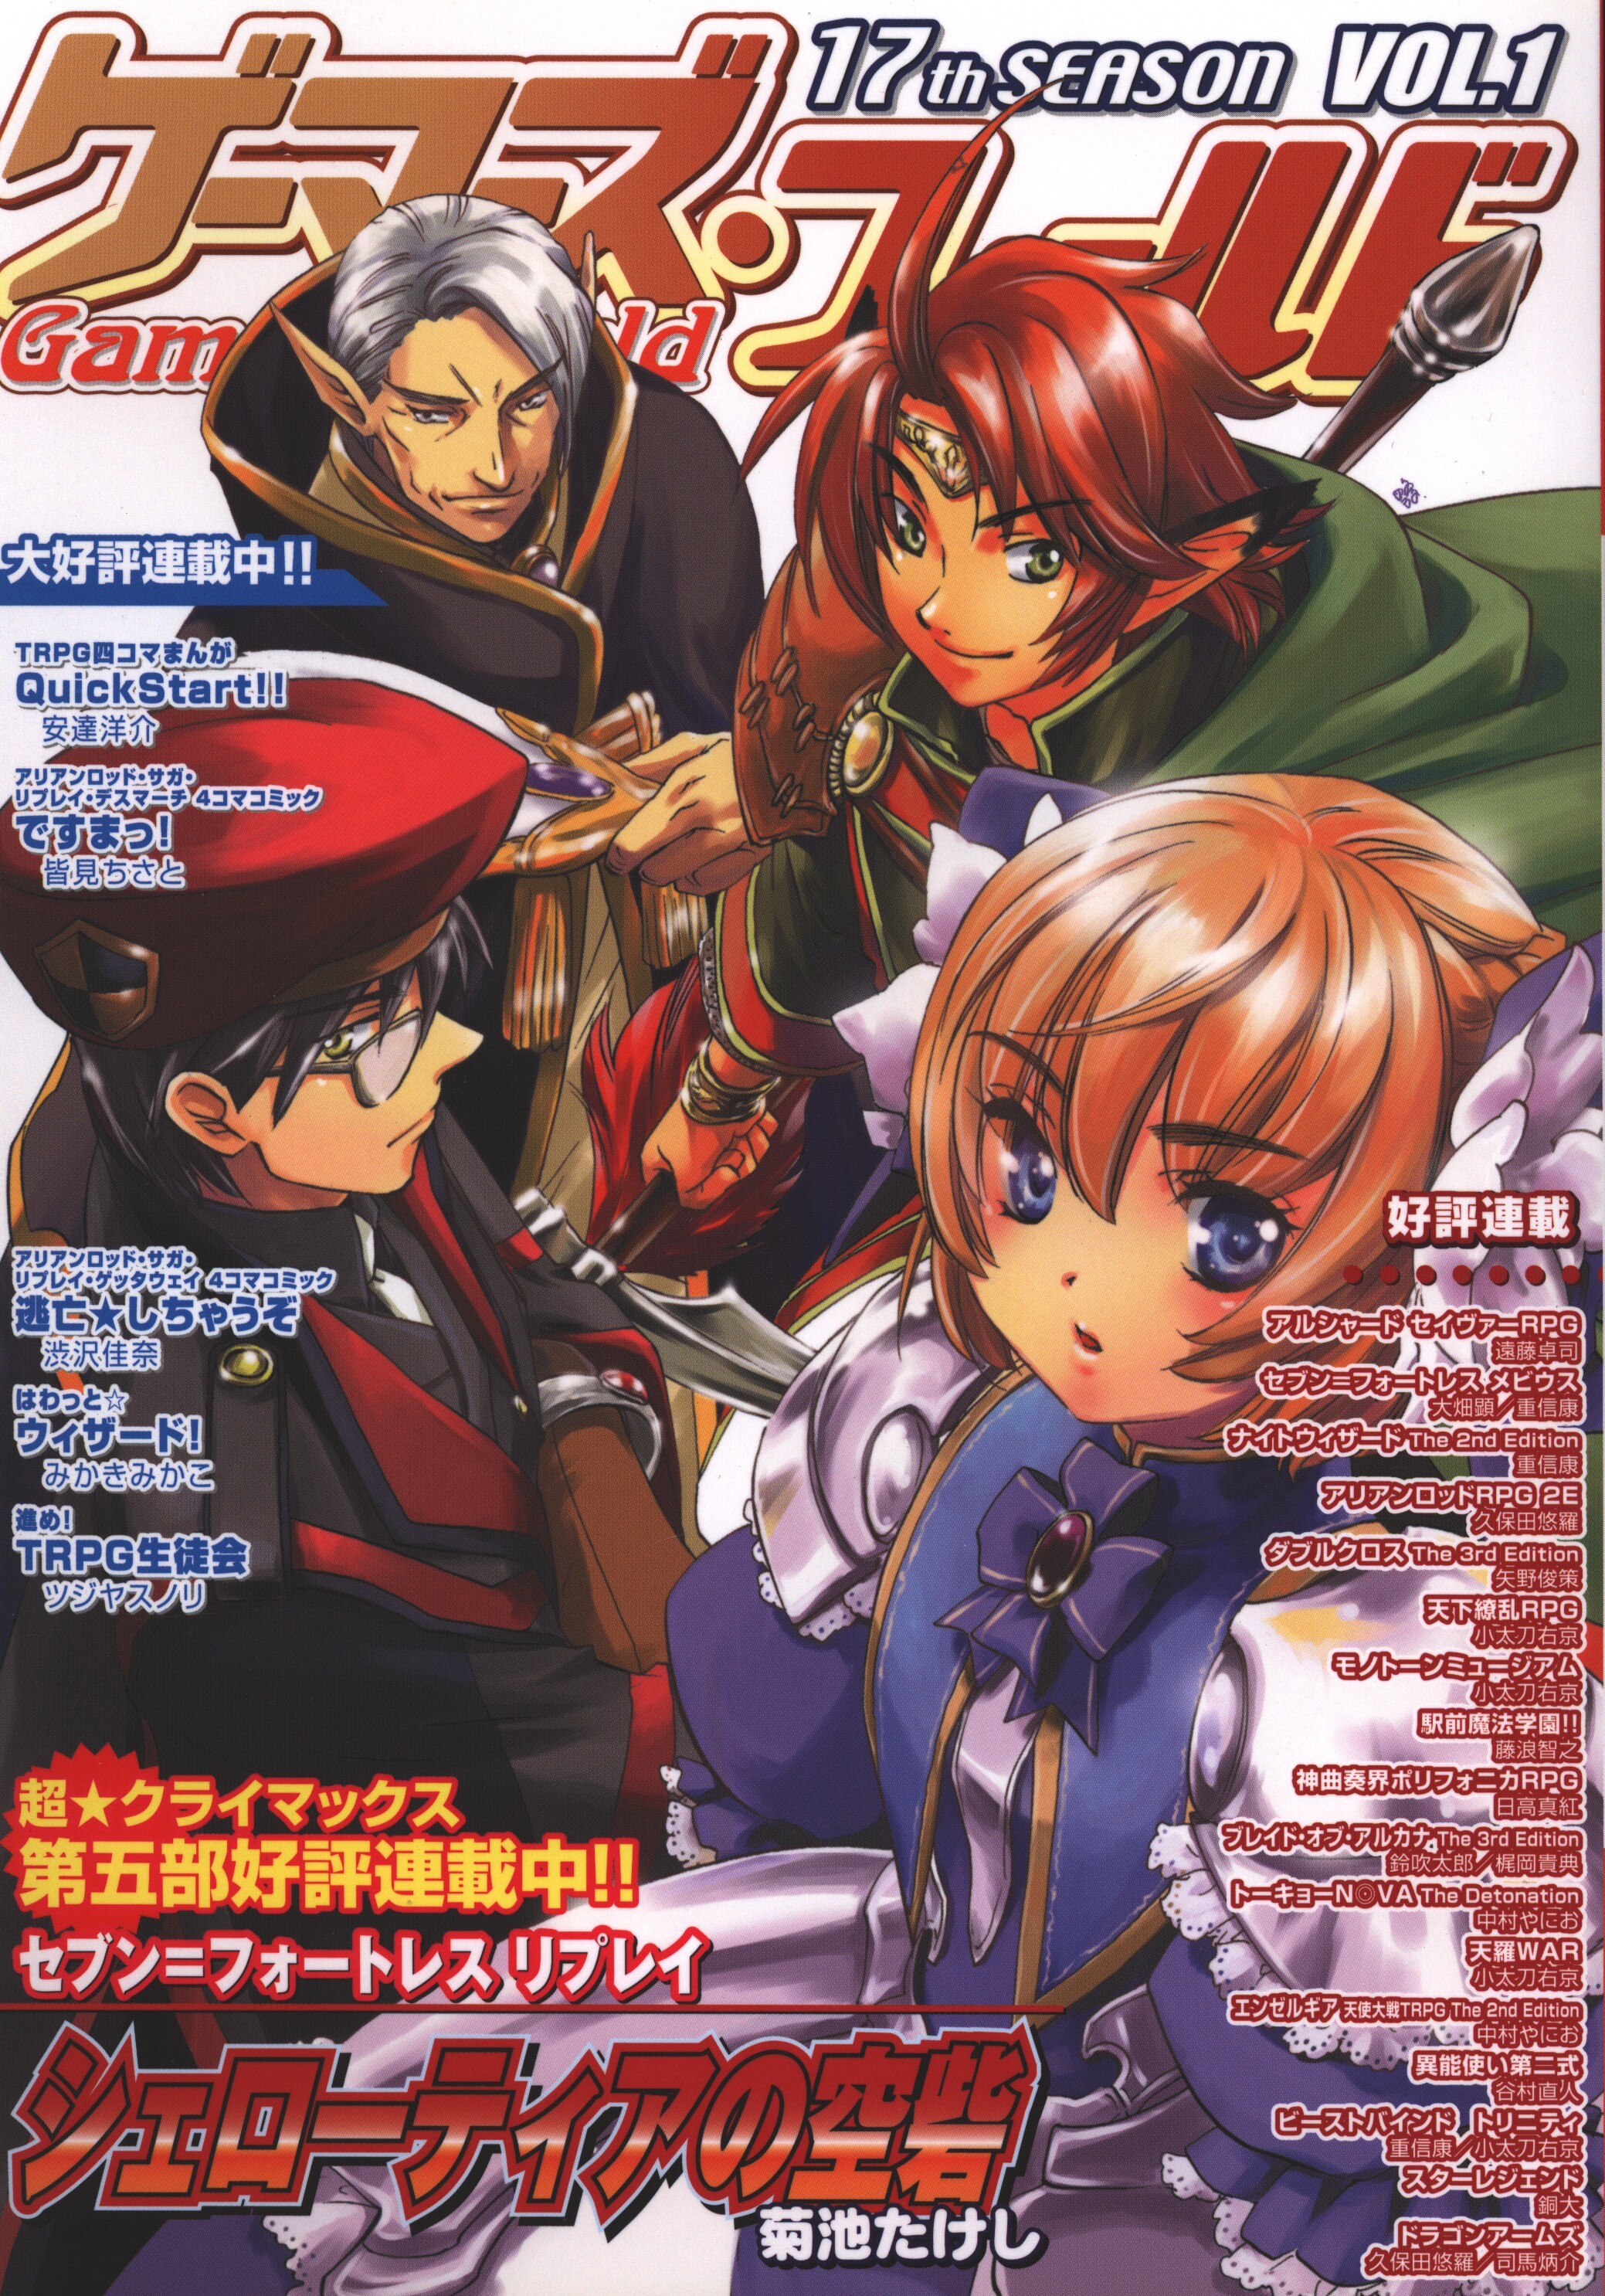 17th SEASON VOL.1
ゲーマーズ・フィールド
Gam
ld
大好評連載中!!
TRPG四コマまんが
QuickStart!!
安達洋介
アリアンロッド・サガ・
リプレイ・デスマーチ 4コマコミック
ですまっ!
皆見ちさと
アリアンロッド・サガ・
リプレイ・ゲッタウェイ 4コマコミック
逃亡★しちゃうぞ
渋沢佳奈
はわっと☆
ウィザード!
みかきみかこ
進め!
TRPG生徒会
ツジヤスノリ
超★クライマックス
第五部好評連載中!!
セブン=フォートレス リプレイ
シェローティアの空砦
菊池たけし
好評連載
アルシャード セイヴァーRPG
遠藤卓司
セブン=フォートレス メビウス
大畑顕／重信康
ナイトウィザード The 2nd Edition
重信康
アリアンロッドRPG 2E
久保田悠羅
ダブルクロス The 3rd Edition
矢野俊策
天下繚乱RPG
小太刀右京
モノトーンミュージアム
小太刀右京
駅前魔法学園!!
藤浪智之
神曲奏界ポリフォニカRPG
日高真紅
ブレイド・オブ・アルカナ The 3rd Edition
鈴吹太郎／梶岡貴典
トーキョーN◎VA The Detonation
中村やにお
天羅WAR
小太刀右京
エンゼルギア 天使大戦TRPG The 2nd Edition
中村やにお
異能使い第二式
谷村直人
ビーストバインド トリニティ
重信康／小太刀右京
スターレジェンド
銅大
ドラゴンアームズ
久保田悠羅／司馬炳介